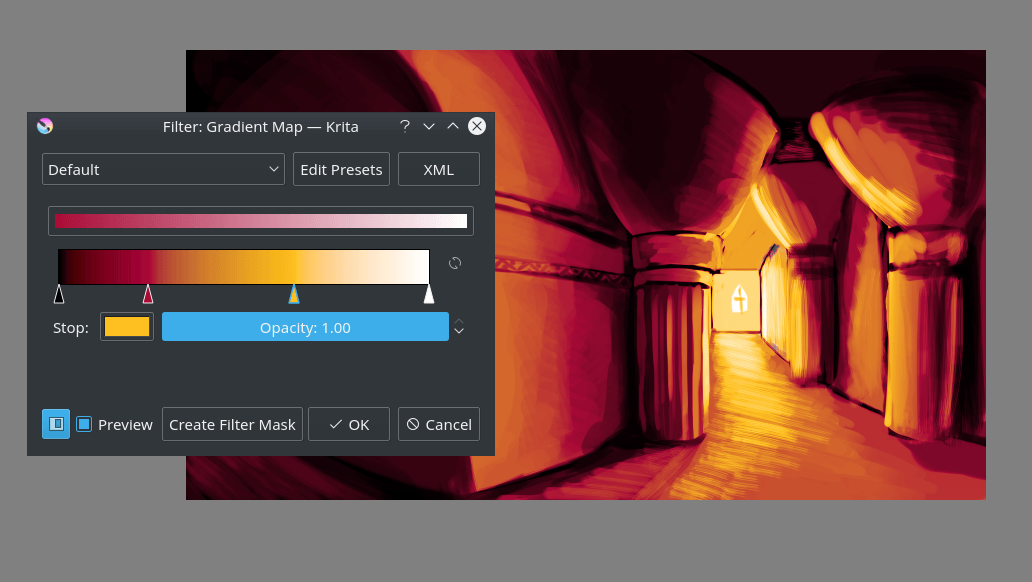 Filter: Gradient Map — Krita
?
Default
Edit Presets
XML
Stop:
Opacity: 1.00
Preview
Create Filter Mask
OK
Cancel